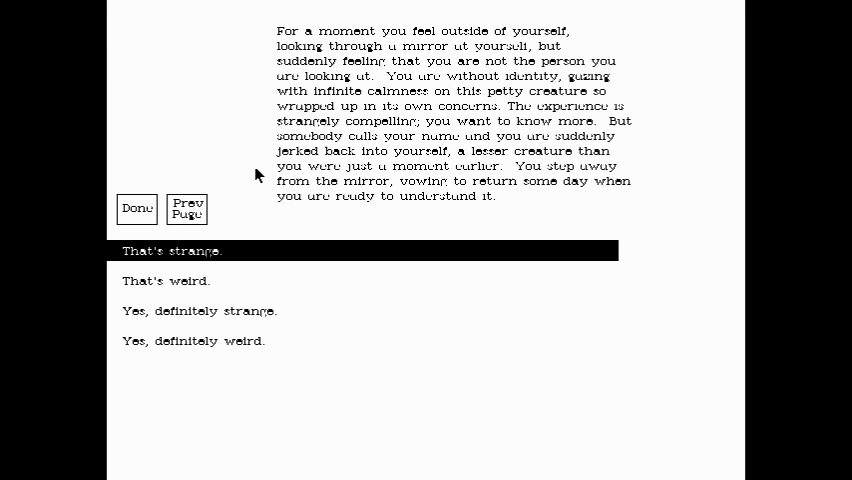 For a moment you feel outside of yourself,
looking through a mirror at yourself, but
suddenly feeling that you are not the person you
are looking at. You are without identity, gazing
with infinite calmness on this petty creature so
wrapped up in its own concerns. The experience is
strangely compelling; you want to know more. But
somebody calls your name and you are suddenly
jerked back into yourself, a lesser creature than
you were just a moment earlier. You step away
from the mirror, vowing to return some day when
you are ready to understand it.
Done
Prev
Page
That's strange.
That's weird.
Yes, definitely strange.
Yes, definitely weird.